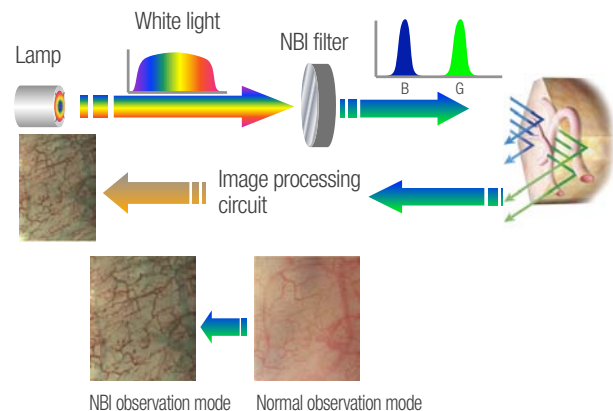 White light
NBI filter
Lamp
B
G
Image processing
circuit
NBI observation mode
Normal observation mode